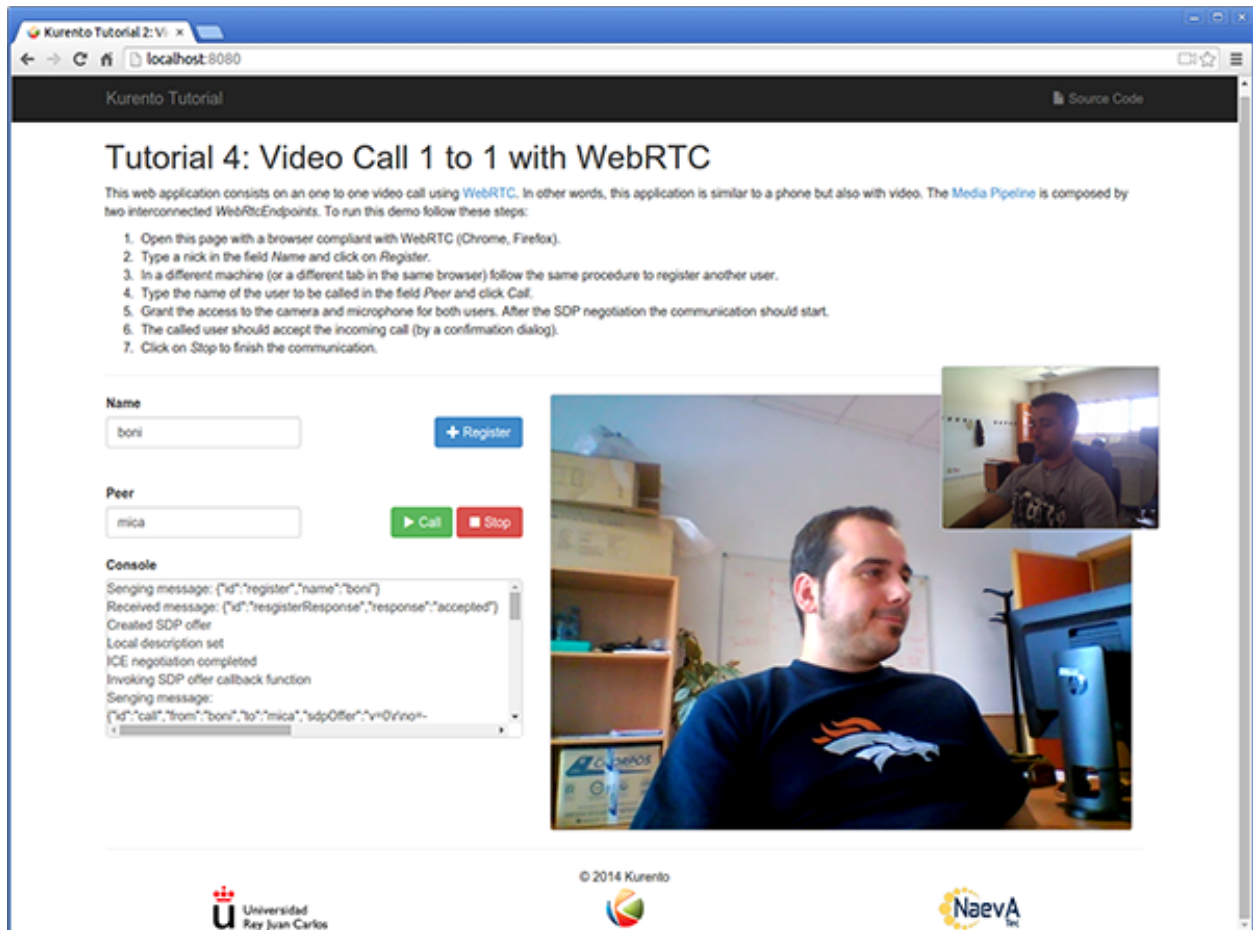 Kurento Tutorial 2: Vi
localhost:8080
Kurento Tutorial
Source Code
Tutorial 4: Video Call 1 to 1 with WebRTC
This web application consists on an one to one video call using WebRTC. In other words, this application is similar to a phone but also with video. The Media Pipeline is composed by
two interconnected WebRtcEndpoints. To run this demo follow these steps:
1. Open this page with a browser compliant with WebRTC (Chrome, Firefox).
2. Type a nick in the field Name and click on Register.
3. In a different machine (or a different tab in the same browser) follow the same procedure to register another user.
4. Type the name of the user to be called in the field Peer and click Call.
5. Grant the access to the camera and microphone for both users. After the SDP negotiation the communication should start.
6. The called user should accept the incoming call (by a confirmation dialog).
7. Click on Stop to finish the communication.
Name
boni
Register
Peer
mica
Call
Stop
Console
Senging message: {"id":"register","name":"boni"}
Received message: {"id":"resgisterResponse","response":"accepted"}
Created SDP offer
Local description set
ICE negotiation completed
Invoking SDP offer callback function
Senging message:
{"id":"call","from":"boni","to":"mica","sdpOffer":"v=0\r\no=-
© 2014 Kurento
Universidad
Rey Juan Carlos
NaevA
Tec